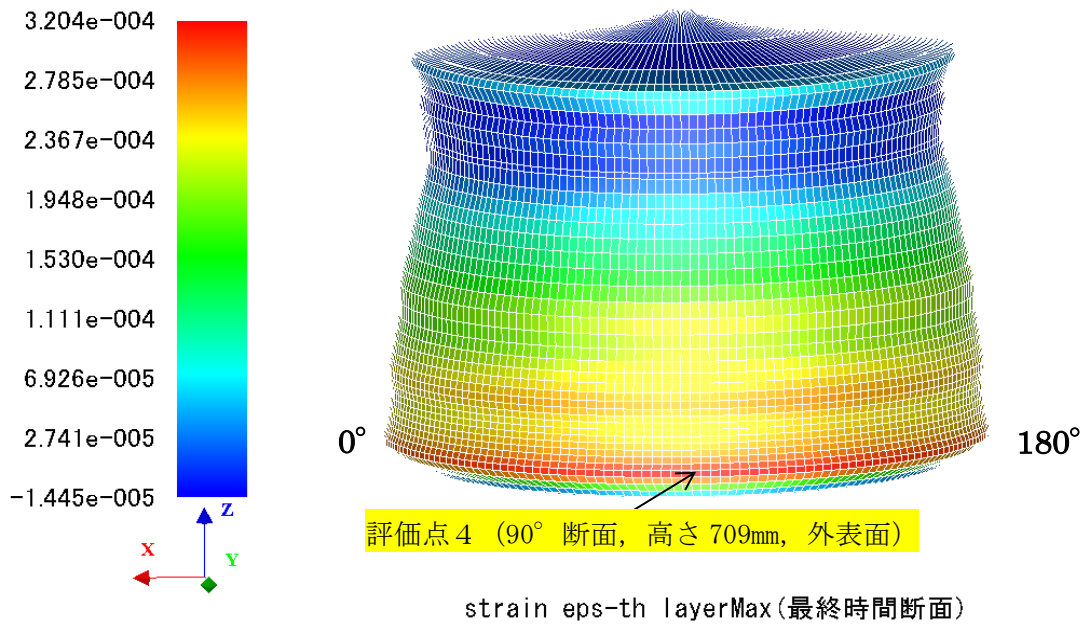 3.204e-004
2.785e-004
2.367e-004
1.948e-004
1.530e-004
1.111e-004
6.926e-005
2.741e-005
-1.445e-005
Z
X
Y
0°
180°
評価点4 (90°断面, 高さ709mm, 外表面)
strain eps-th layerMax(最終時間断面)